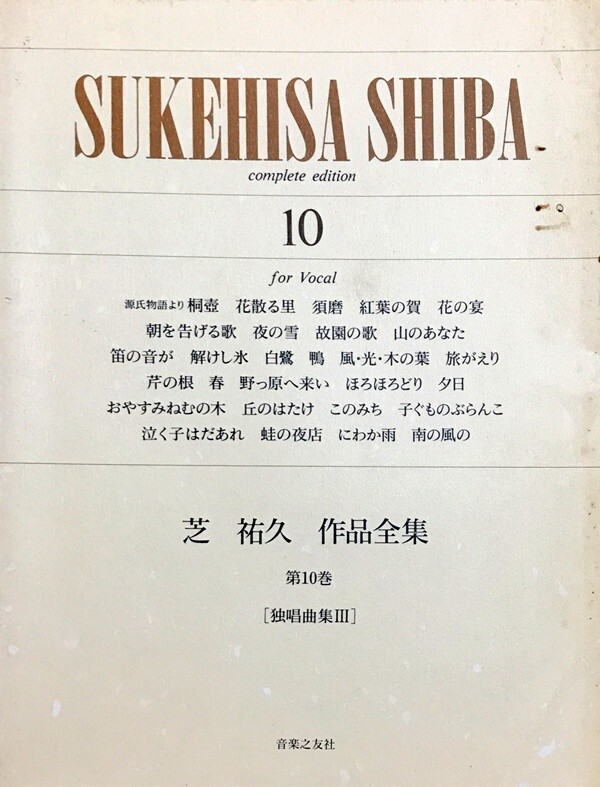 SUKEHISA SHIBA
complete edition
10
for Vocal
源氏物語より 桐壺　花散る里　須磨　紅葉の賀　花の宴
朝を告げる歌　夜の雪　故園の歌　山のあなた
笛の音が　解けし氷　白鷺　鴨　風・光・木の葉　旅がえり
芹の根　春　野っ原へ来い　ほろほろどり　夕日
おやすみねむの木　丘のはたけ　このみち　子ぐものぶらんこ
泣く子はだあれ　蛙の夜店　にわか雨　南の風の
芝　祐久　作品全集
第10巻
［独唱曲集III］
音楽之友社